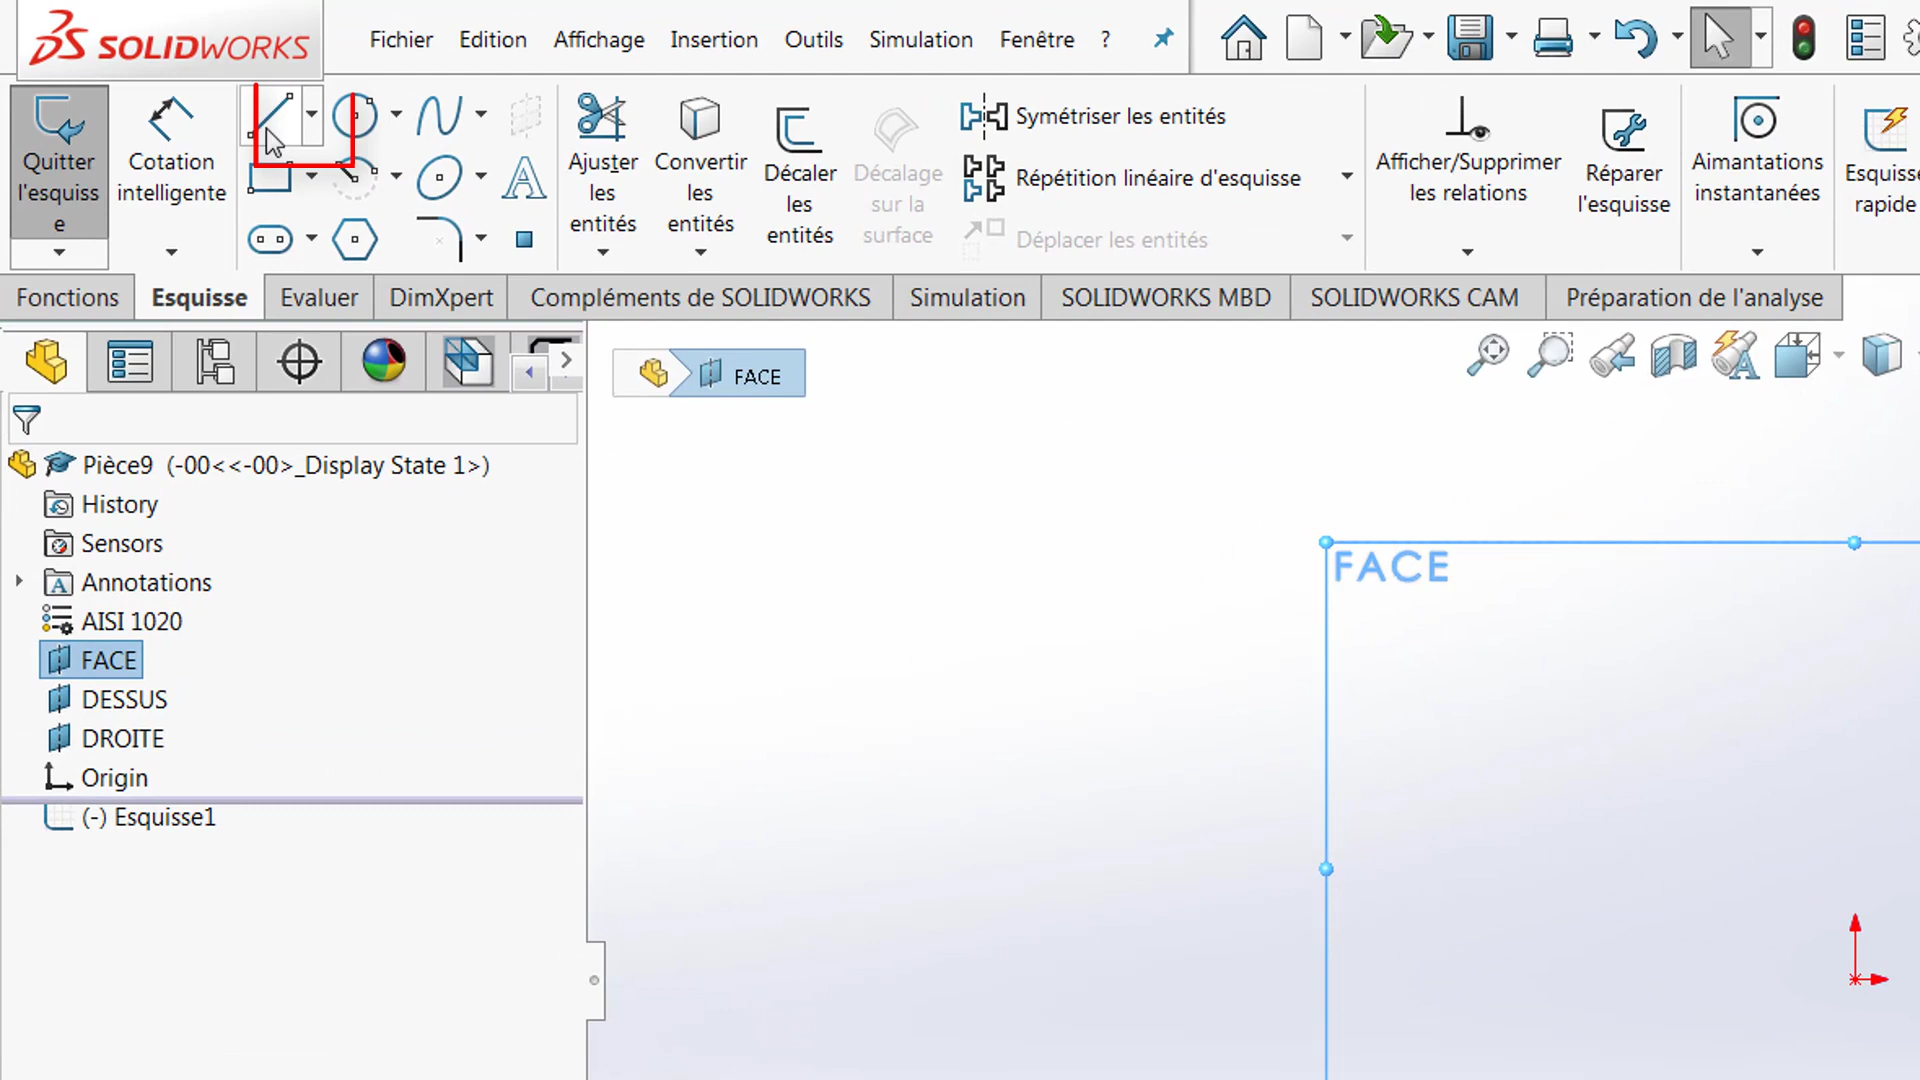 SOLIDWORKS
Fichier Edition Affichage Insertion Outils Simulation Fenêtre ?
Quitter
l'esquiss
e
Cotation
intelligente
Ajuster
les
entités
Convertir
les
entités
Décaler
les
entités
Décalage
sur la
surface
Symétriser les entités
Répétition linéaire d'esquisse
Déplacer les entités
Afficher/Supprimer
les relations
Réparer
l'esquisse
Aimantations
instantanées
Esquisse
rapide
Fonctions Esquisse Evaluer DimXpert Compléments de SOLIDWORKS Simulation SOLIDWORKS MBD SOLIDWORKS CAM Préparation de l'analyse
FACE
Pièce9 (-00<<-00>_Display State 1>)
History
Sensors
Annotations
AISI 1020
FACE
DESSUS
DROITE
Origin
(-) Esquisse1
FACE